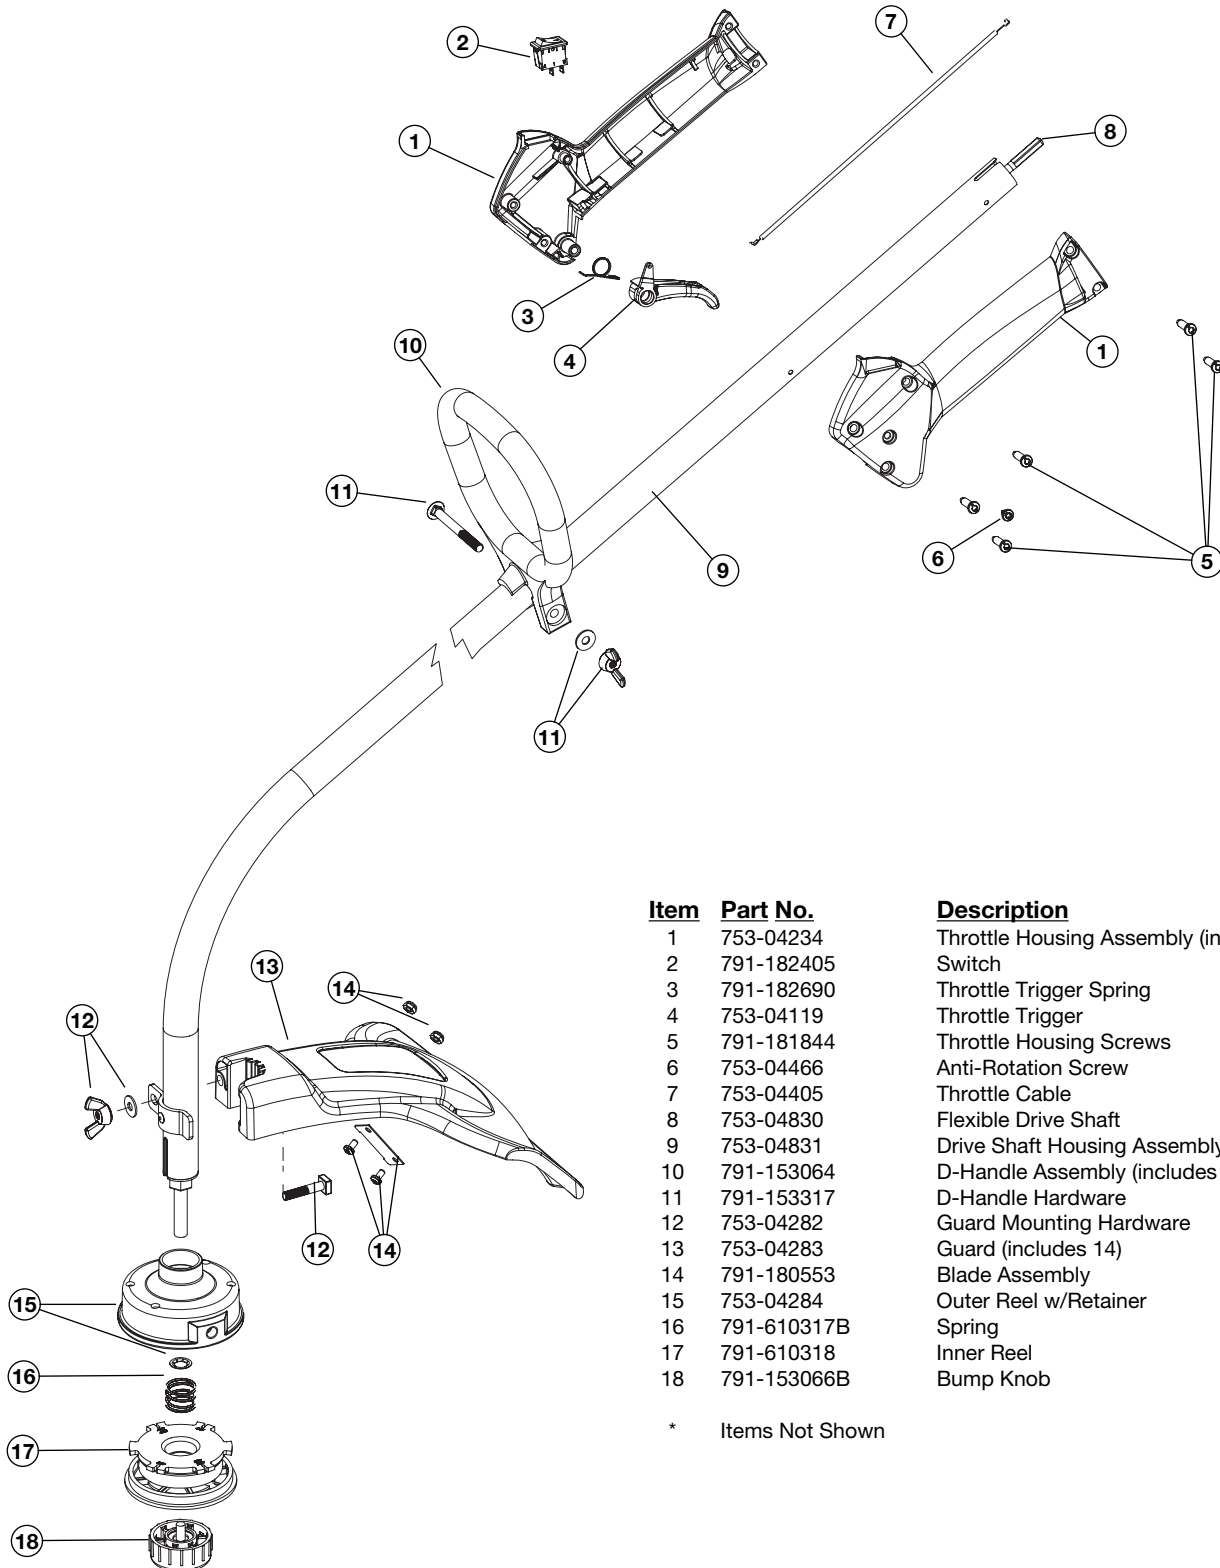 2
7
1
8
3
4
10
1
11
9
6
5
11
13
14
12
12
14
15
16
17
18
Item Part No. Description
1 753-04234 Throttle Housing Assembly (in
2 791-182405 Switch
3 791-182690 Throttle Trigger Spring
4 753-04119 Throttle Trigger
5 791-181844 Throttle Housing Screws
6 753-04466 Anti-Rotation Screw
7 753-04405 Throttle Cable
8 753-04830 Flexible Drive Shaft
9 753-04831 Drive Shaft Housing Assembly
10 791-153064 D-Handle Assembly (includes
11 791-153317 D-Handle Hardware
12 753-04282 Guard Mounting Hardware
13 753-04283 Guard (includes 14)
14 791-180553 Blade Assembly
15 753-04284 Outer Reel w/Retainer
16 791-610317B Spring
17 791-610318 Inner Reel
18 791-153066B Bump Knob
* Items Not Shown